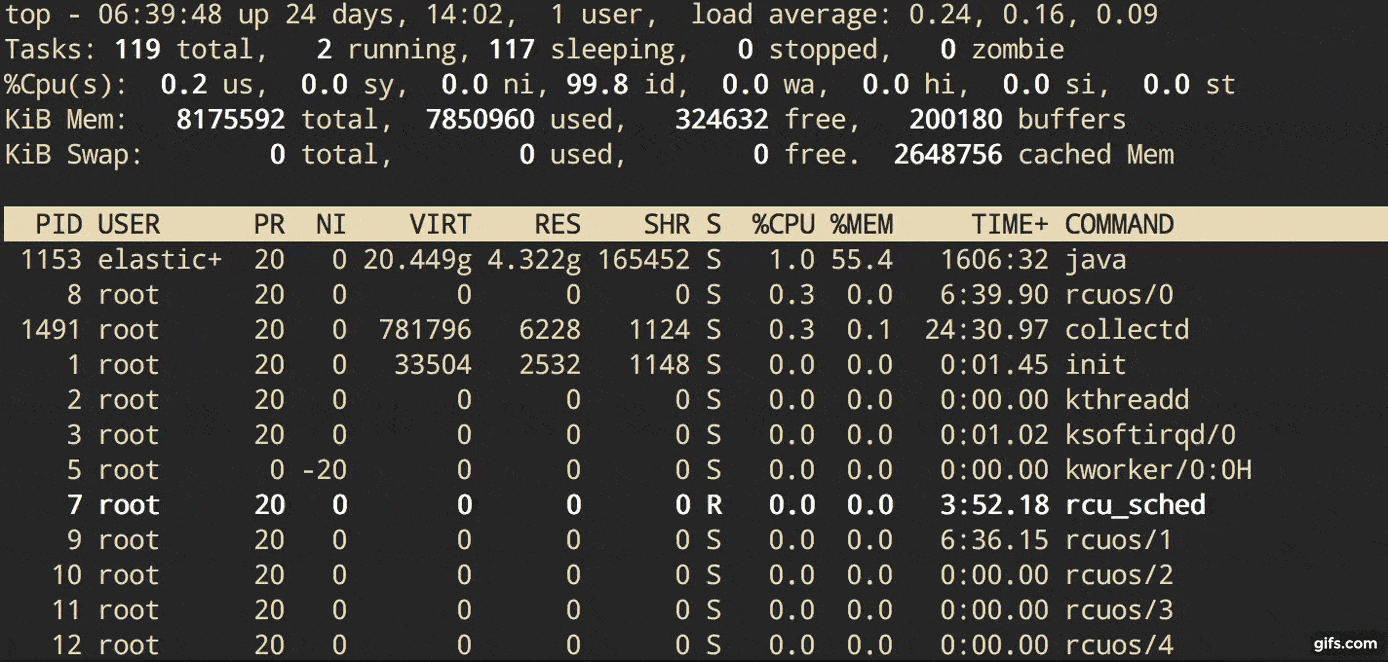 top - 06:39:48 up 24 days, 14:02,  1 user,  load average: 0.24, 0.16, 0.09
Tasks: 119 total,   2 running, 117 sleeping,   0 stopped,   0 zombie
%Cpu(s):  0.2 us,  0.0 sy,  0.0 ni, 99.8 id,  0.0 wa,  0.0 hi,  0.0 si,  0.0 st
KiB Mem:   8175592 total,  7850960 used,   324632 free,   200180 buffers
KiB Swap:        0 total,        0 used,        0 free.  2648756 cached Mem
PID USER      PR  NI    VIRT    RES    SHR S  %CPU %MEM     TIME+ COMMAND
1153 elastic+  20   0 20.449g 4.322g 165452 S   1.0 55.4   1606:32 java
8 root      20   0       0      0      0 S   0.3  0.0   6:39.90 rcuos/0
1491 root      20   0  781796   6228   1124 S   0.3  0.1  24:30.97 collectd
1 root      20   0   33504   2532   1148 S   0.0  0.0   0:01.45 init
2 root      20   0       0      0      0 S   0.0  0.0   0:00.00 kthreadd
3 root      20   0       0      0      0 S   0.0  0.0   0:01.02 ksoftirqd/0
5 root       0 -20       0      0      0 S   0.0  0.0   0:00.00 kworker/0:0H
7 root      20   0       0      0      0 R   0.0  0.0   3:52.18 rcu_sched
9 root      20   0       0      0      0 S   0.0  0.0   6:36.15 rcuos/1
10 root      20   0       0      0      0 S   0.0  0.0   0:00.00 rcuos/2
11 root      20   0       0      0      0 S   0.0  0.0   0:00.00 rcuos/3
12 root      20   0       0      0      0 S   0.0  0.0   0:00.00 rcuos/4
gifs.com